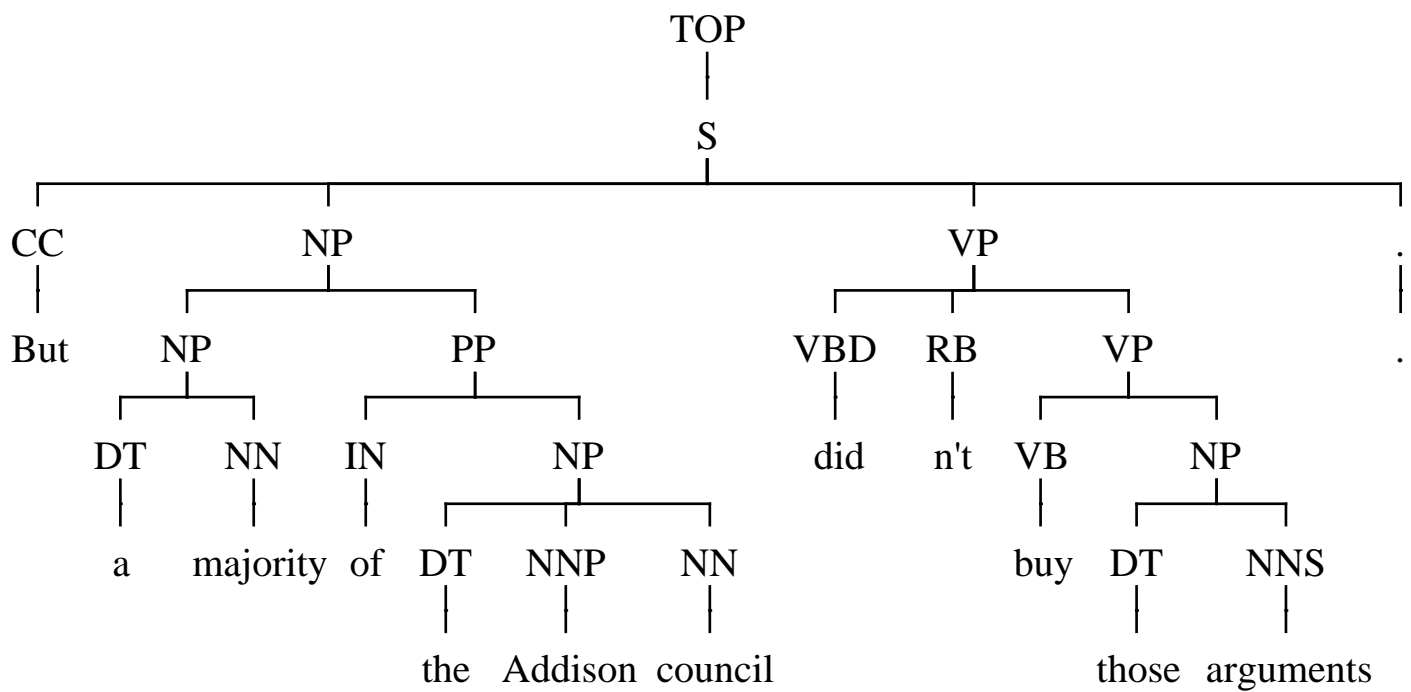 TOP
S
CC NP VP .
But NP PP VBD RB VP .
DT NN IN NP did n't VB NP
a majority of DT NNP NN buy DT NNS
the Addison council those arguments